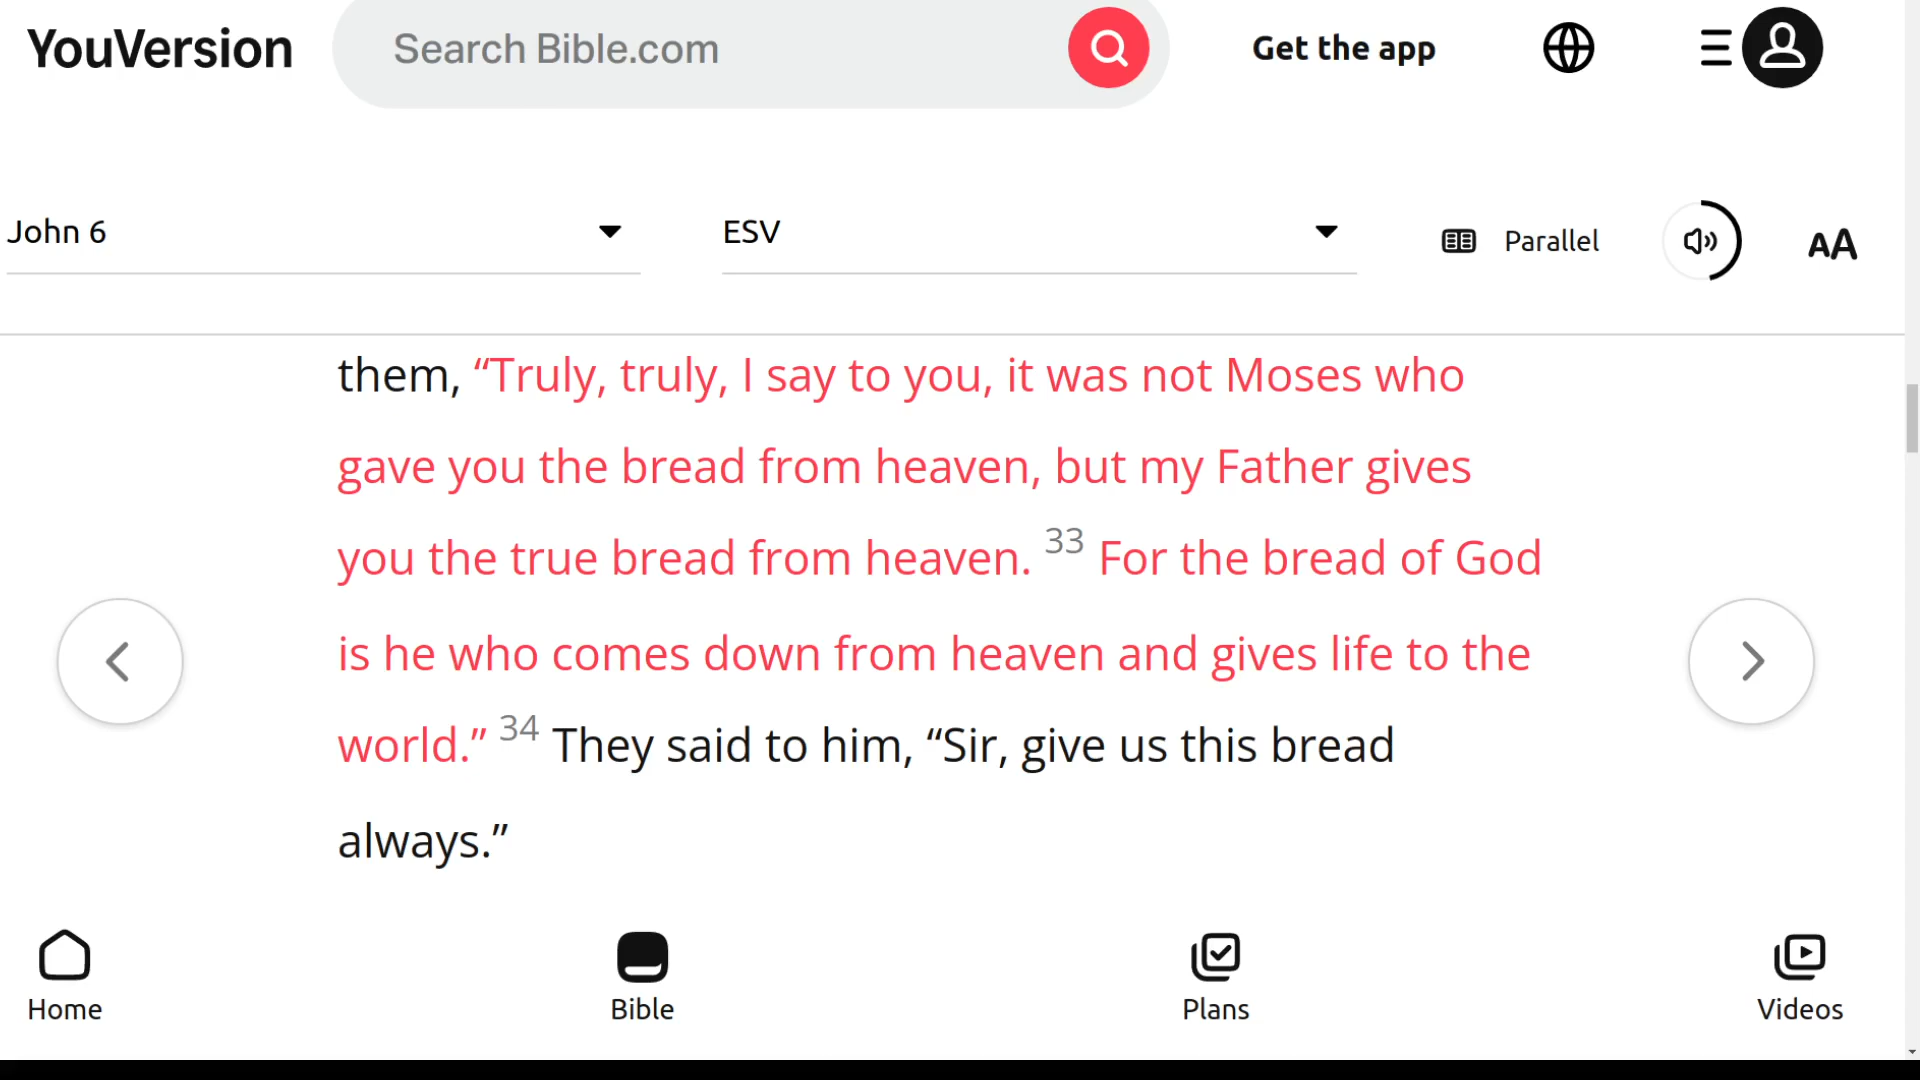 YouVersion
Search Bible.com
Get the app
John 6
ESV
Parallel
AA
them, “Truly, truly, I say to you, it was not Moses who
gave you the bread from heaven, but my Father gives
you the true bread from heaven. 33 For the bread of God
is he who comes down from heaven and gives life to the
world.” 34 They said to him, “Sir, give us this bread
always.”
Home
Bible
Plans
Videos